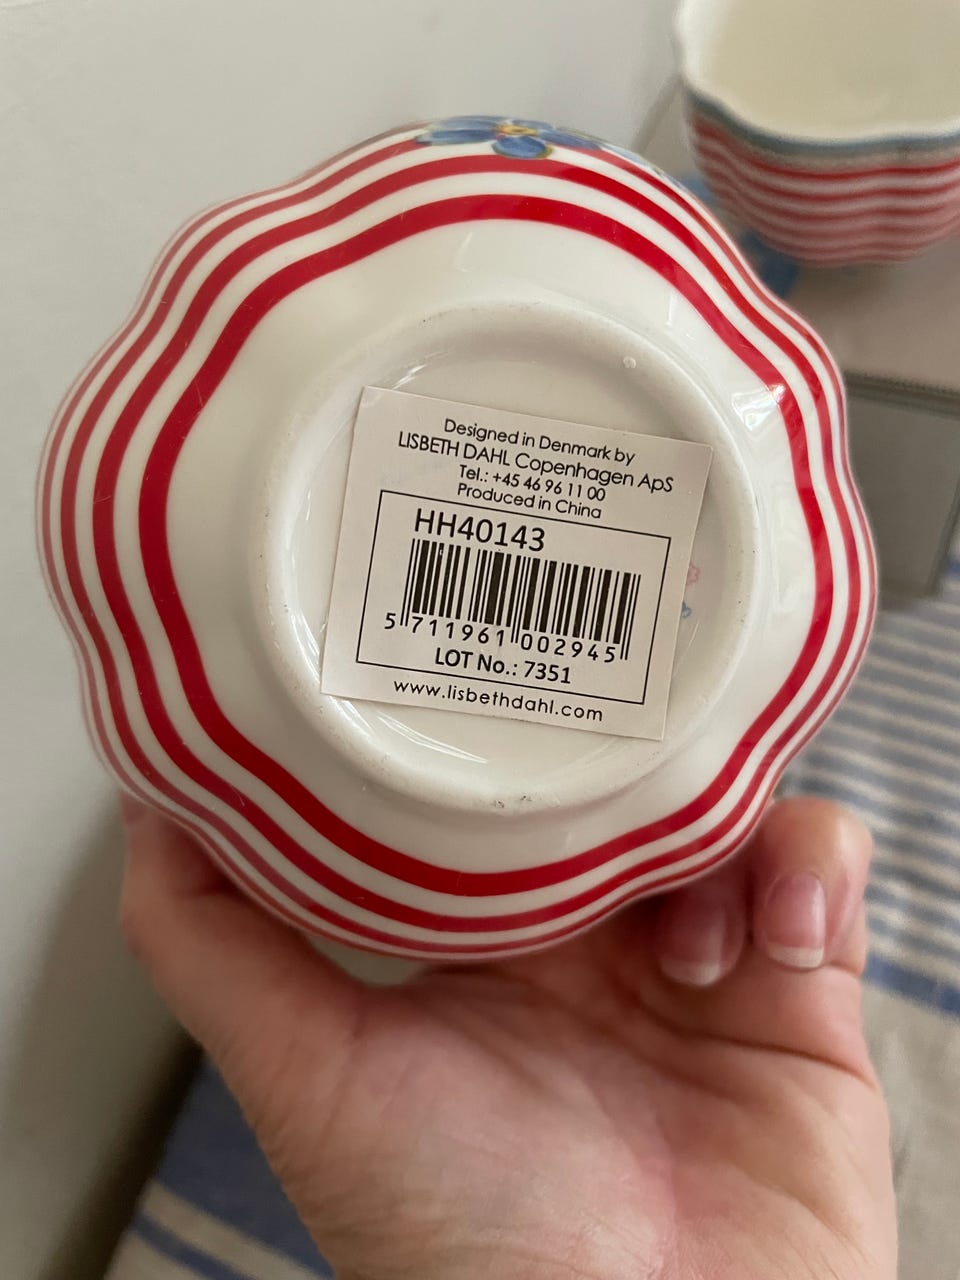 Designed in Denmark by
LISBETH DAHL Copenhagen ApS
Tel.: +45 46 96 11 00
Produced in China
HH40143
5 711961 002945
LOT No.: 7351
www.lisbethdahl.com